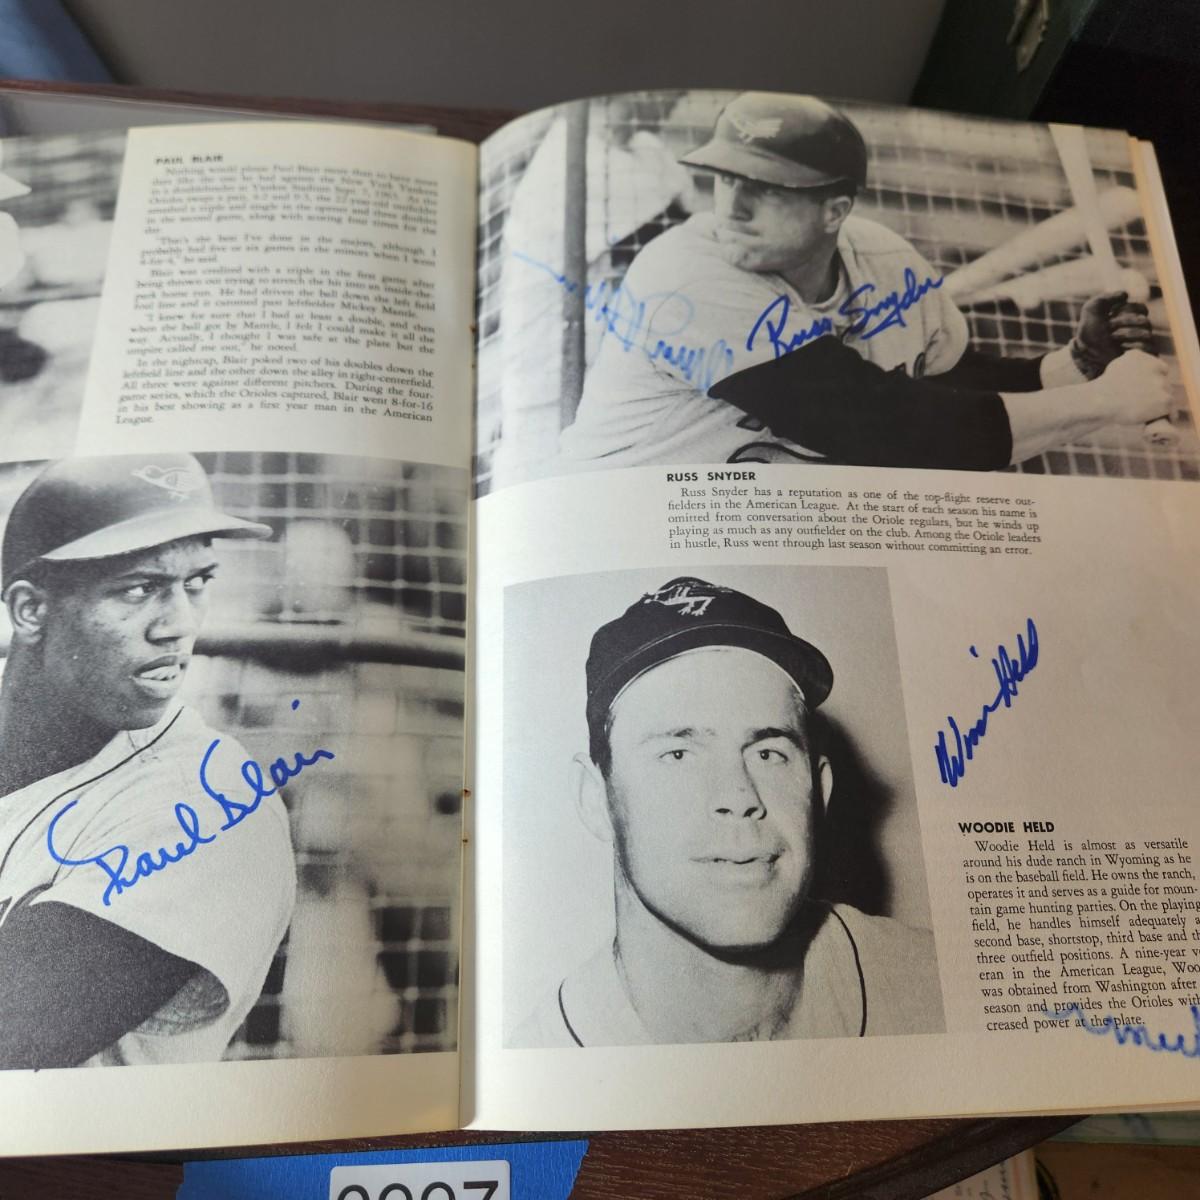 PAUL BLAIR
Nothing would please Paul Blair more than to have more
days like the one he had against the New York Yankees
in a doubleheader at Yankee Stadium Sept. 7, 1965. As the
Orioles swept a pair, and the 22-year-old outfielder
smashed a triple and single in the opener and three doubles
in the second game, along with scoring four times for the
day.
"That's the best I've done in the majors, although I
probably had five or six games in the minors when I went
4-for-4," he said.
Blair was credited with a triple in the first game after
being thrown out trying to stretch the hit into an inside-the-
park home run. He had driven the ball down the left field
foul line and it caromed past leftfielder Mickey Mantle.
"I knew for sure that I had at least a double, and then
when the ball got by Mantle, I felt I could make it all the
way. Actually, I thought I was safe at the plate but the
umpire called me out," he noted.
In the nightcap, Blair poked two of his doubles down the
leftfield line and the other down the alley in right-centerfield.
All three were against different pitchers. During the four-
game series, which the Orioles captured, Blair went 8-for-16
in his best showing as a first year man in the American
League.
Paul Blair
Russ Snyder
RUSS SNYDER
Russ Snyder has a reputation as one of the top-flight reserve out-
fielders in the American League. At the start of each season his name is
omitted from conversation about the Oriole regulars, but he winds up
playing as much as any outfielder on the club. Among the Oriole leaders
in hustle, Russ went through last season without committing an error.
Woodie Held
WOODIE HELD
Woodie Held is almost as versatile
around his dude ranch in Wyoming as he
is on the baseball field. He owns the ranch,
operates it and serves as a guide for moun-
tain game hunting parties. On the playing
field, he handles himself adequately a
second base, shortstop, third base and th
three outfield positions. A nine-year v
eran in the American League, Woo
was obtained from Washington after
season and provides the Orioles with
creased power at the plate.
0007